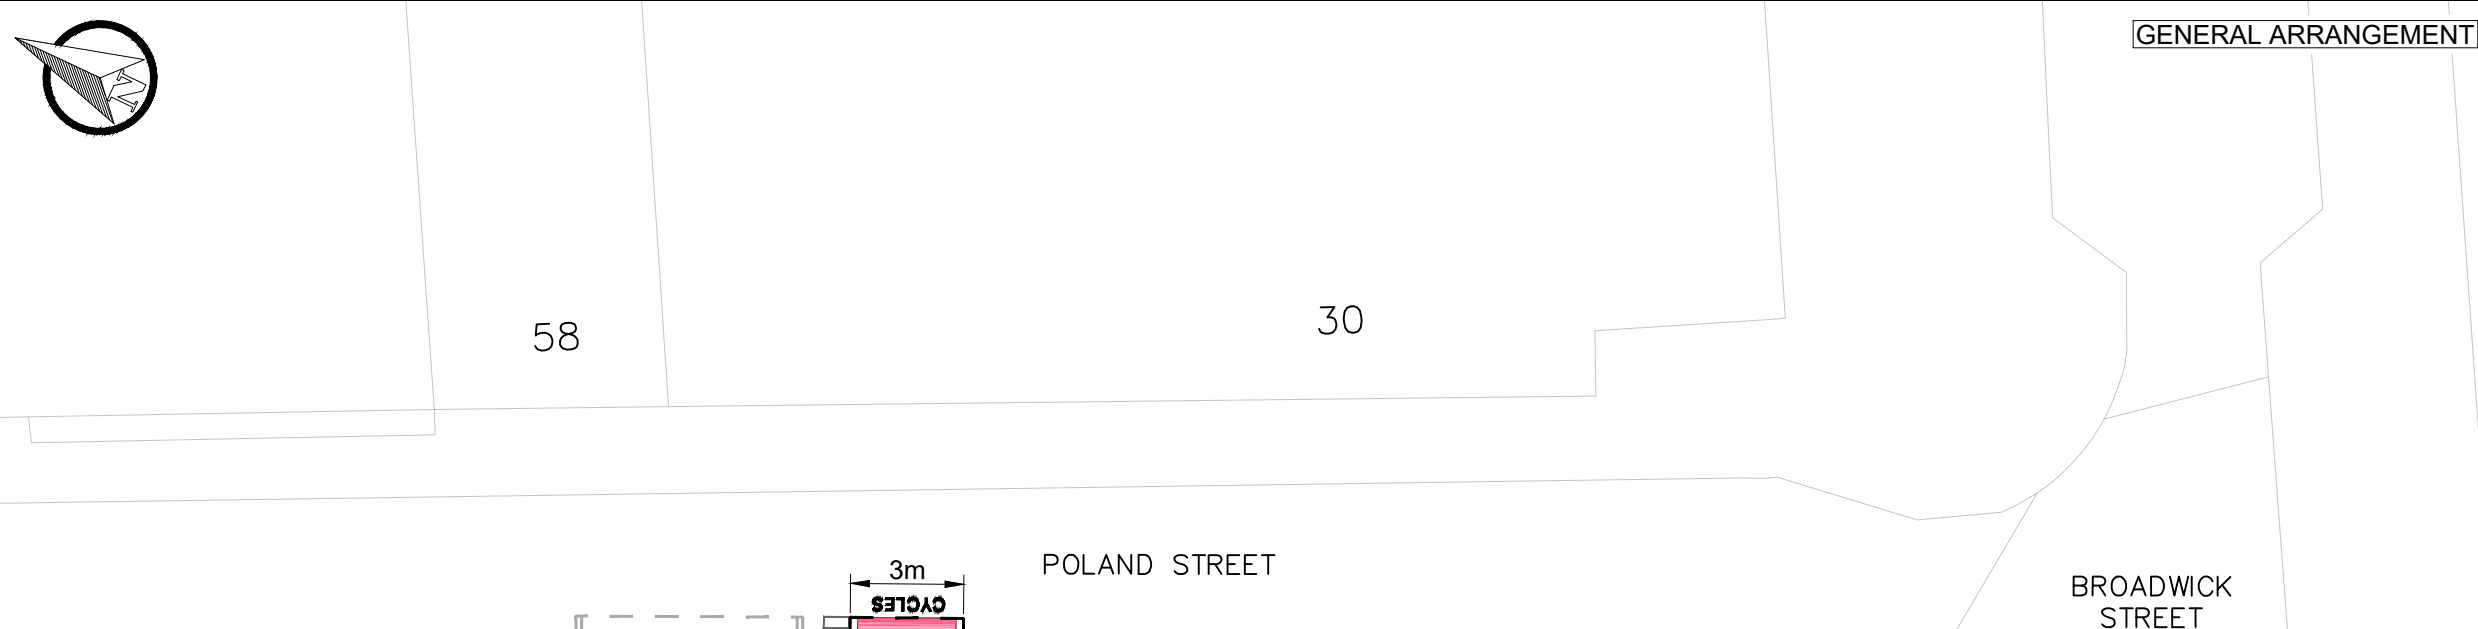 N
GENERAL ARRANGEMENT
58
30
POLAND STREET
3m
CYCLES
BROADWICK
STREET